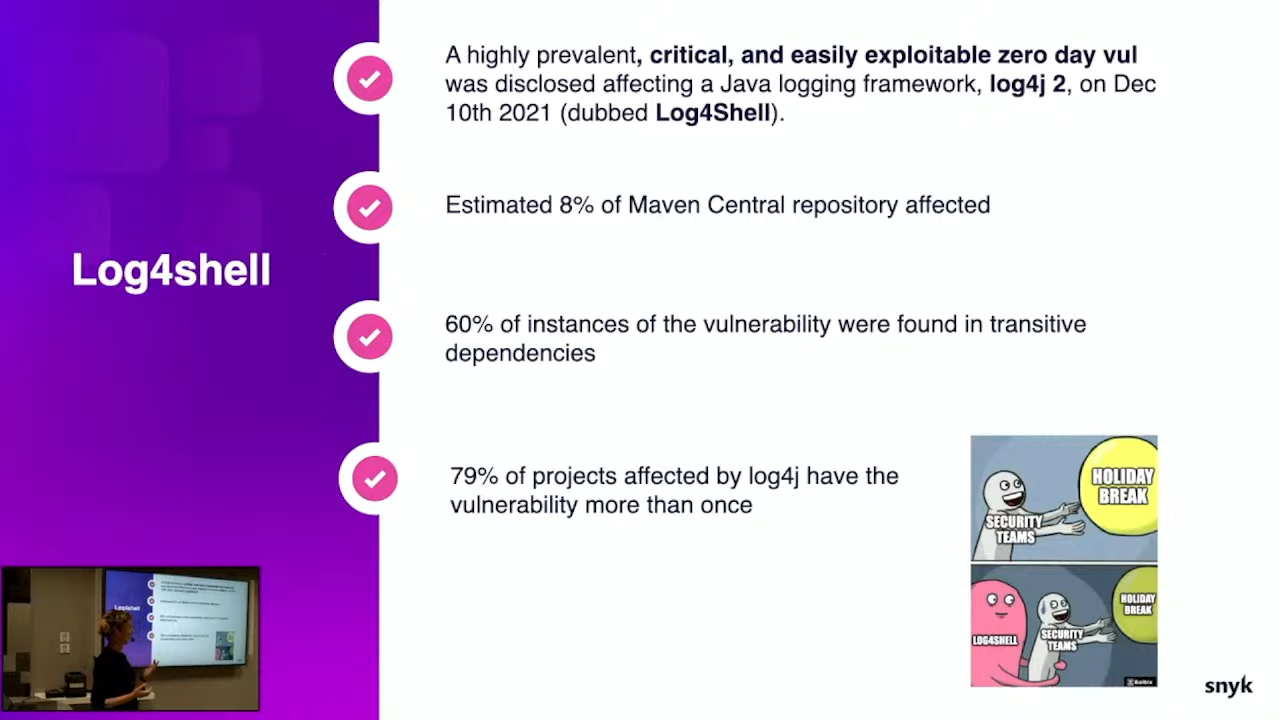 A highly prevalent, critical, and easily exploitable zero day vul
was disclosed affecting a Java logging framework, log4j 2, on Dec
10th 2021 (dubbed Log4Shell).
Estimated 8% of Maven Central repository affected
Log4shell
60% of instances of the vulnerability were found in transitive
dependencies
79% of projects affected by log4j have the
vulnerability more than once
HOLIDAY
BREAK
SECURITY
TEAMS
HOLIDAY
BREAK
LOG4SHELL
SECURITY
TEAMS
snyk
Log4shell